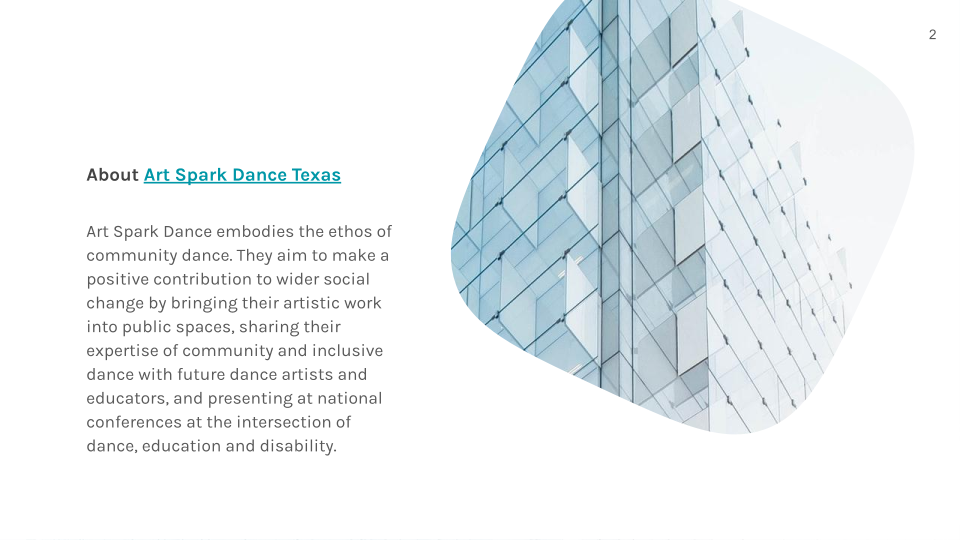 2
About Art Spark Dance Texas
Art Spark Dance embodies the ethos of
community dance. They aim to make a
positive contribution to wider social
change by bringing their artistic work
into public spaces, sharing their
expertise of community and inclusive
dance with future dance artists and
educators, and presenting at national
conferences at the intersection of
dance, education and disability.